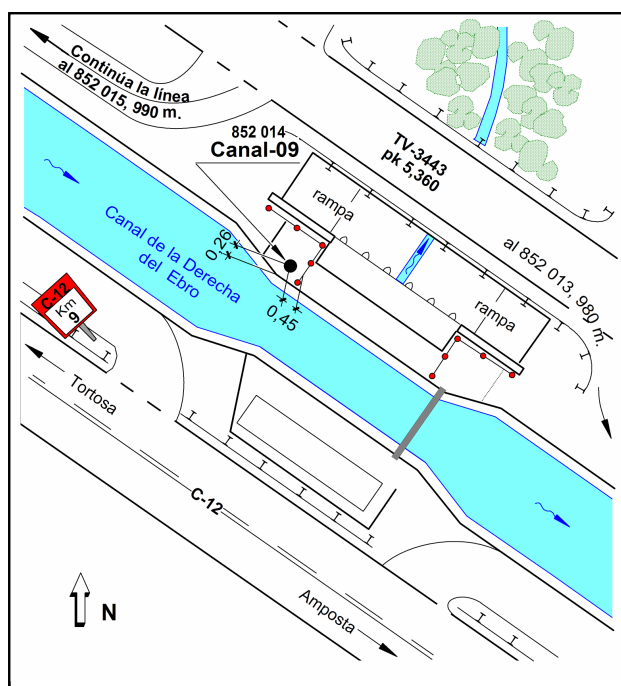 Continúa la línea
al 852 015, 990 m.
852 014
Canal-09
TV-3443
pk 5,360
rampa
al 852 013, 980 m.
Canal de la Derecha
del Ebro
0,26
0,45
rampa
C-12
Km
9
Tortosa
C-12
Amposta
N